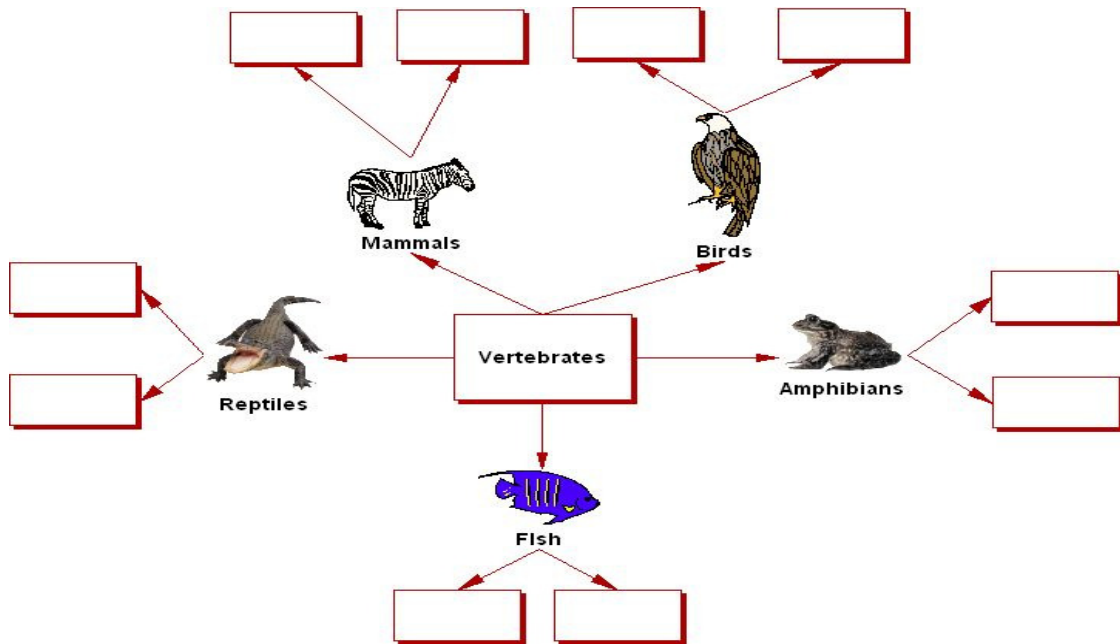 Mammals
Birds
Vertebrates
Reptiles
Amphibians
FIsh